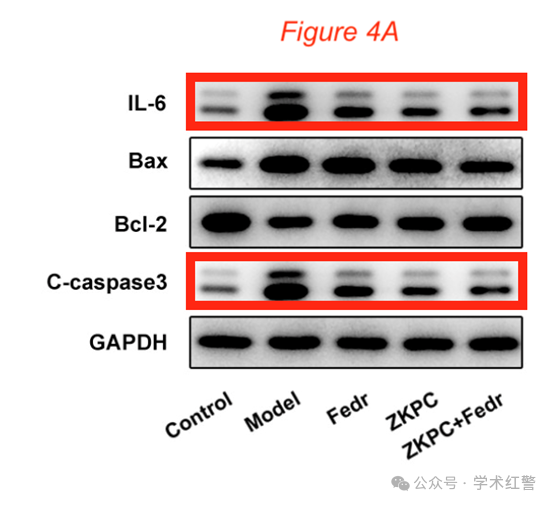 Figure 4A
IL-6
Bax
Bcl-2
C-caspase3
GAPDH
Control
Model
Fedr
ZKPC
ZKPC+Fedr
公众号 · 学术红警